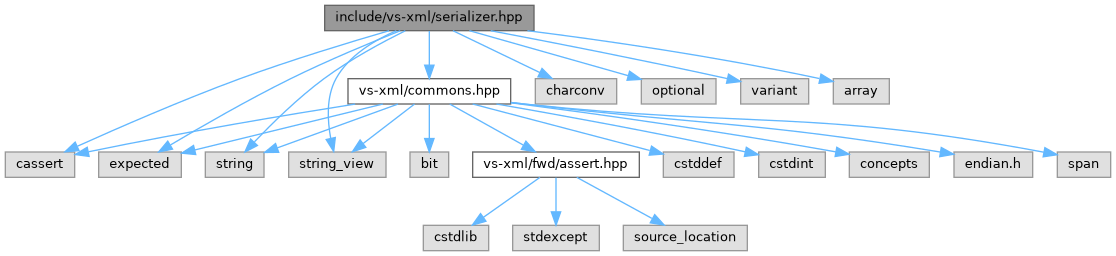 include/vs-xml/serializer.hpp
vs-xml/commons.hpp
charconv
optional
variant
array
cassert
expected
string
string_view
bit
vs-xml/fwd/assert.hpp
cstddef
cstdint
concepts
endian.h
span
cstdlib
stdexcept
source_location